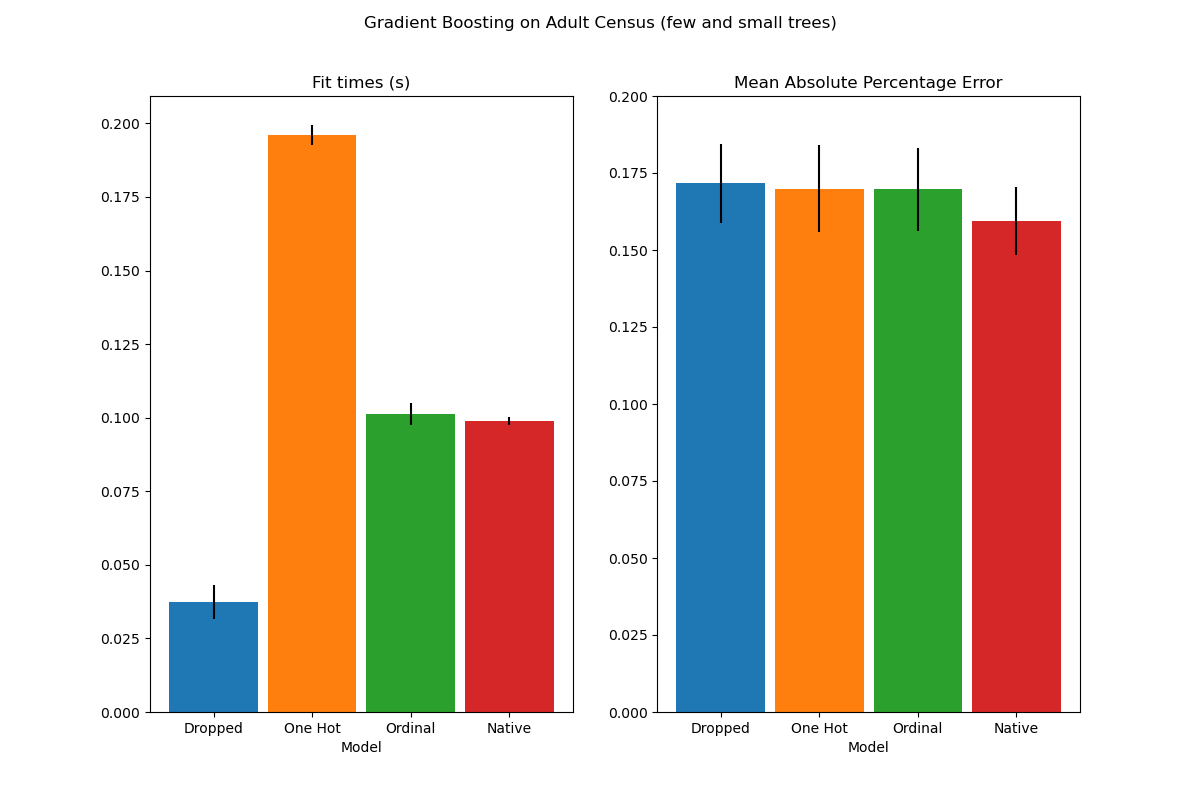 Gradient Boosting on Adult Census (few and small trees)
Fit times (s)
0.200
0.175
0.150
0.125
0.100
0.075
0.050
0.025
0.000
Dropped One Hot Ordinal Native
Model
Mean Absolute Percentage Error
0.200
0.175
0.150
0.125
0.100
0.075
0.050
0.025
0.000
Dropped One Hot Ordinal Native
Model